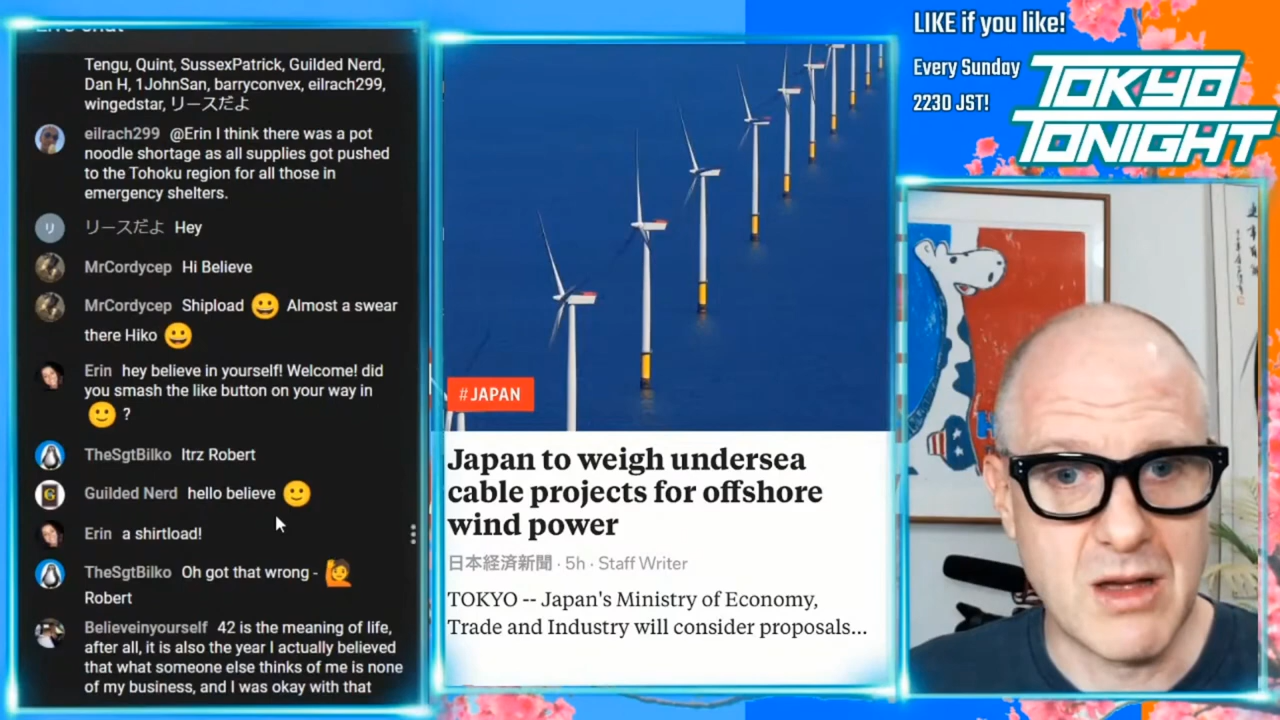 Live chat
Tengu, Quint, SussexPatrick, Guilded Nerd,
Dan H, 1JohnSan, barryconvex, eilrach299,
wingedstar, リースだよ
eilrach299 @Erin I think there was a pot
noodle shortage as all supplies got pushed
to the Tohoku region for all those in
emergency shelters.
リ リースだよ Hey
MrCordycep Hi Believe
MrCordycep Shipload 😀 Almost a swear
there Hiko 😀
Erin hey believe in yourself! Welcome! did
you smash the like button on your way in
🙂 ?
TheSgtBilko Itrz Robert
G Guilded Nerd hello believe 🙂
Erin a shirtload!
TheSgtBilko Oh got that wrong - 🙋
Robert
Believeinyourself 42 is the meaning of life,
after all, it is also the year I actually believed
that what someone else thinks of me is none
of my business, and I was okay with that
#JAPAN
Japan to weigh undersea
cable projects for offshore
wind power
日本経済新聞 · 5h · Staff Writer
TOKYO -- Japan's Ministry of Economy,
Trade and Industry will consider proposals...
LIKE if you like!
Every Sunday
2230 JST!
TOKYO
TONIGHT